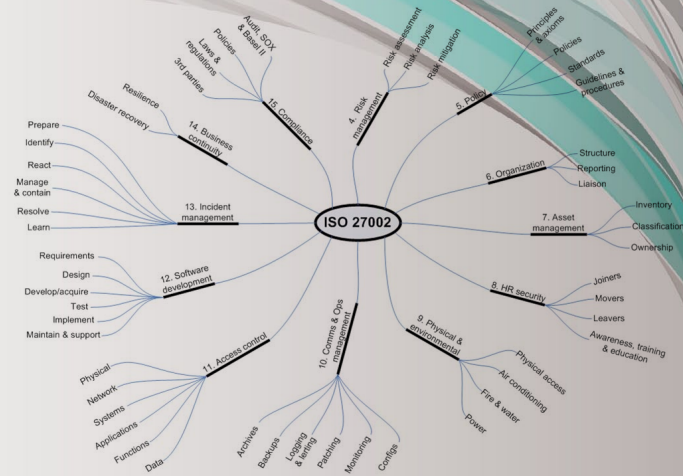 ISO 27002
4. Risk
management
Risk assessment
Risk analysis
Risk mitigation
5. Policy
Principles
& axioms
Policies
Standards
Guidelines &
procedures
6. Organization
Structure
Reporting
Liaison
7. Asset
management
Inventory
Classification
Ownership
8. HR security
Joiners
Movers
Leavers
Awareness, training
& education
9. Physical &
environmental
Physical access
Air conditioning
Fire & water
Power
10. Comms & Ops
management
Archives
Backups
Logging
& lerting
Patching
Monitoring
Configs
11. Access control
Physical
Network
Systems
Applications
Functions
Data
12. Software
development
Requirements
Design
Develop/acquire
Test
Implement
Maintain & support
13. Incident
management
Prepare
Identify
React
Manage
& contain
Resolve
Learn
14. Business
continuity
Resilience
Disaster recovery
15. Compliance
Audit, SOX
& Basel II
Policies
Laws &
regulations
3rd parties